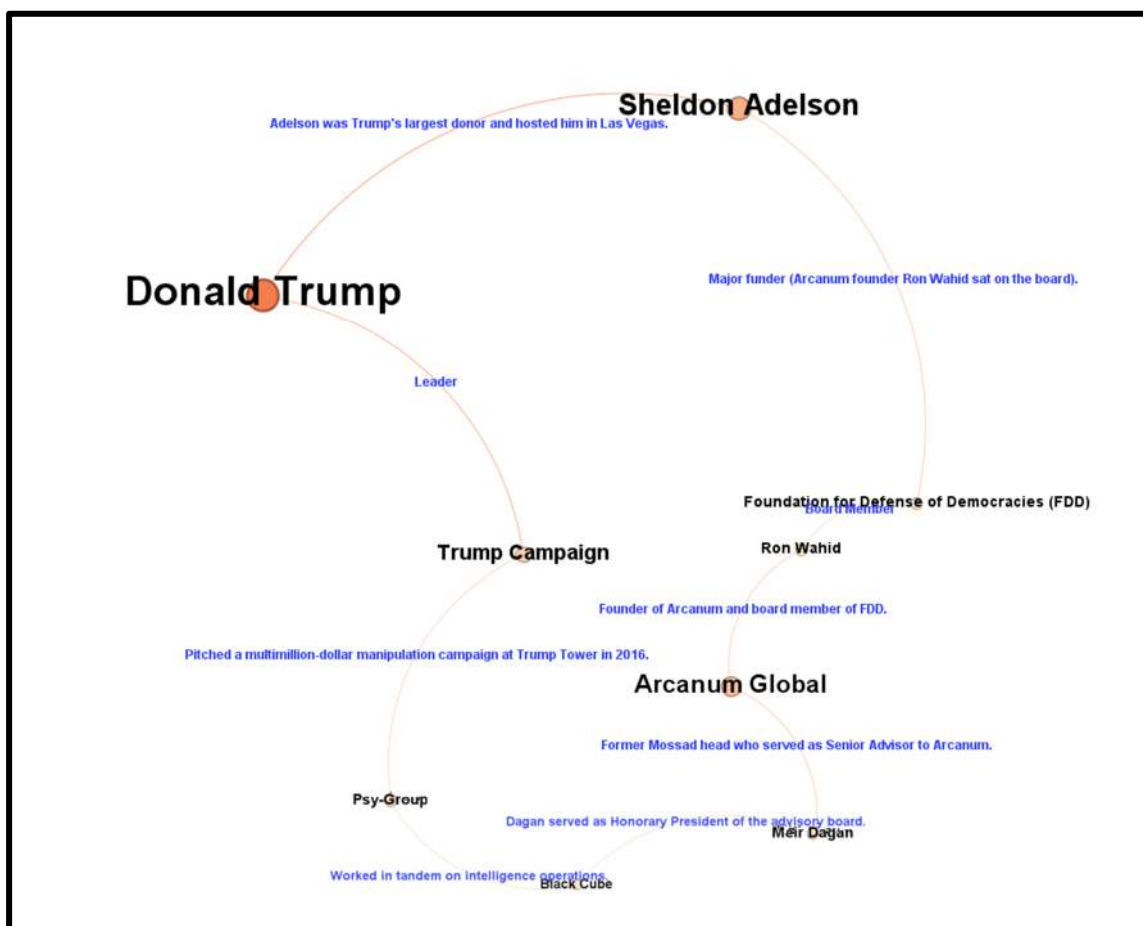 Sheldon Adelson
Adelson was Trump's largest donor and hosted him in Las Vegas.
Major funder (Arcanum founder Ron Wahid sat on the board).
Donald Trump
Leader
Foundation for Defense of Democracies (FDD)
Board Member
Ron Wahid
Trump Campaign
Founder of Arcanum and board member of FDD.
Pitched a multimillion-dollar manipulation campaign at Trump Tower in 2016.
Arcanum Global
Former Mossad head who served as Senior Advisor to Arcanum.
Psy-Group
Dagan served as Honorary President of the advisory board.
Meir Dagan
Worked in tandem on intelligence operations.
Black Cube